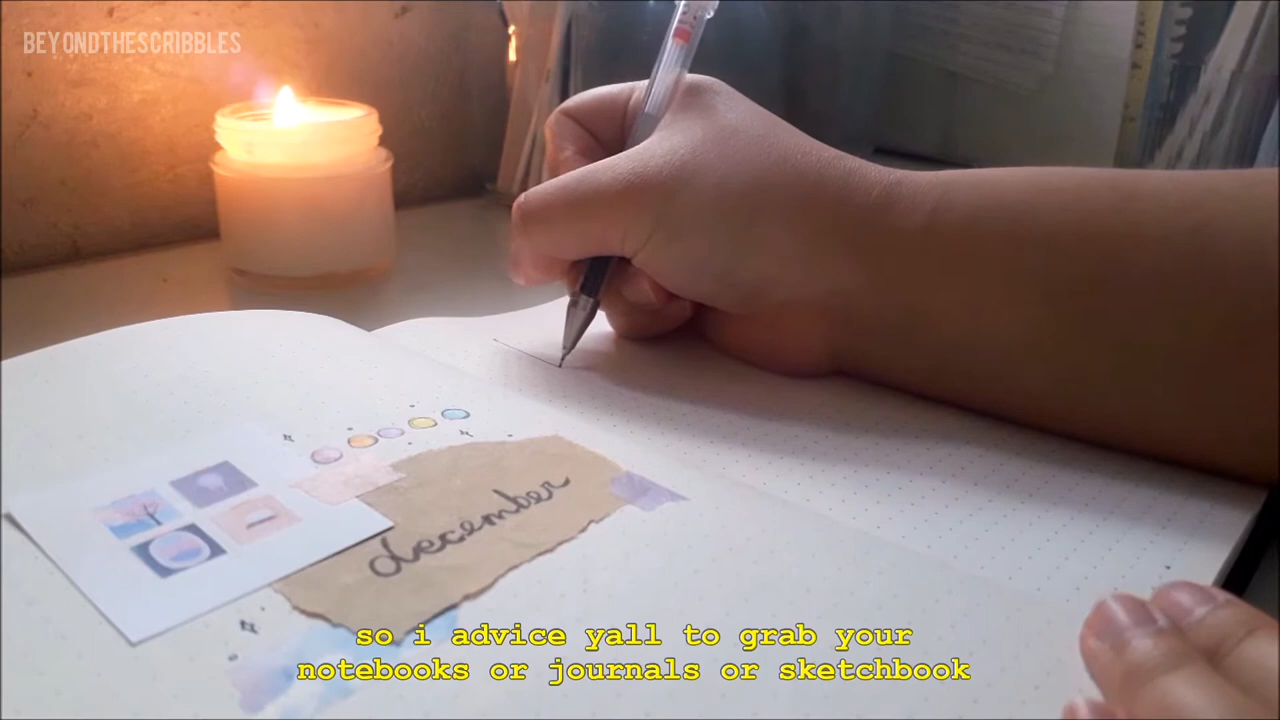 BEYONDTHESCRIBBLES
december
so i advice yall to grab your
notebooks or journals or sketchbook